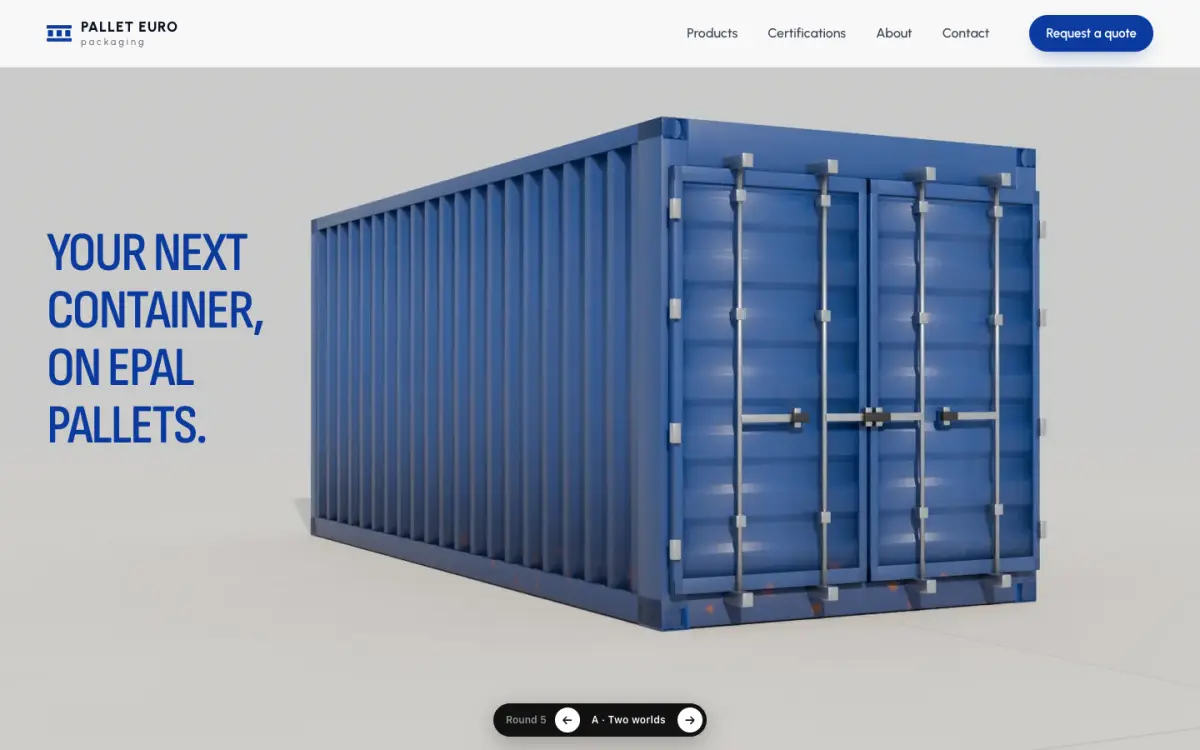 PALLET EURO
packaging
Products
Certifications
About
Contact
Request a quote
YOUR NEXT
CONTAINER,
ON EPAL
PALLETS.
Round 5
A · Two worlds